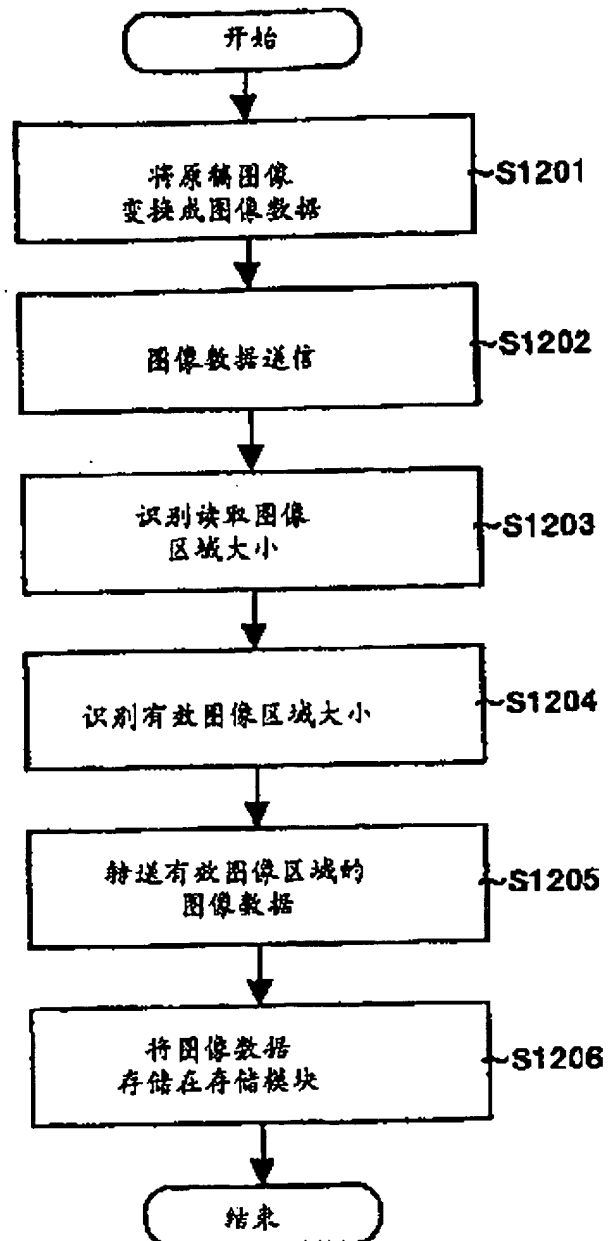 开始
将原稿图像
变换成图像数据
~S1201
图像数据送信
~S1202
识别读取图像
区域大小
~S1203
识别有效图像区域大小
~S1204
转送有效图像区域的
图像数据
~S1205
将图像数据
存储在存储模块
~S1206
结束